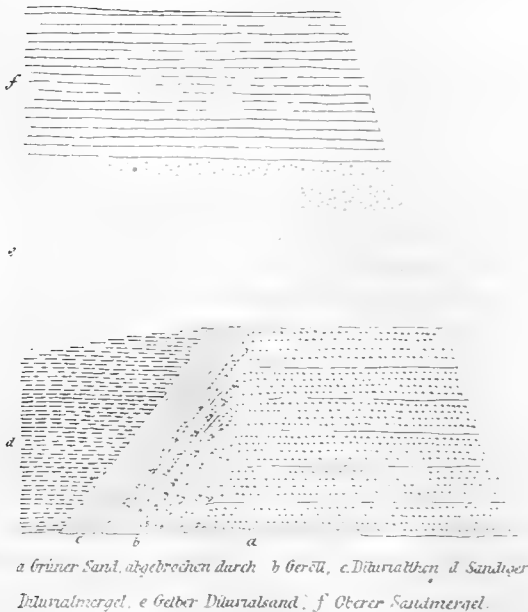 f
e
d
c b a
a Grüner Sand, abgebrochen durch b Geröll, c. Diluvialthon d Sandiger
Diluvialmergel. e Gelber Diluvialsand; f Oberer Sandmergel.